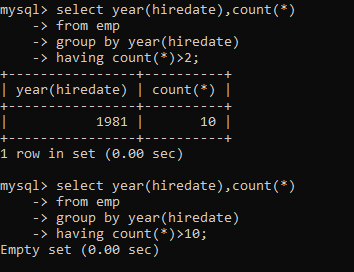 mysql> select year(hiredate),count(*)
    -> from emp
    -> group by year(hiredate)
    -> having count(*)>2;
+----------------+----------+
| year(hiredate) | count(*) |
+----------------+----------+
|           1981 |       10 |
+----------------+----------+
1 row in set (0.00 sec)

mysql> select year(hiredate),count(*)
    -> from emp
    -> group by year(hiredate)
    -> having count(*)>10;
Empty set (0.00 sec)